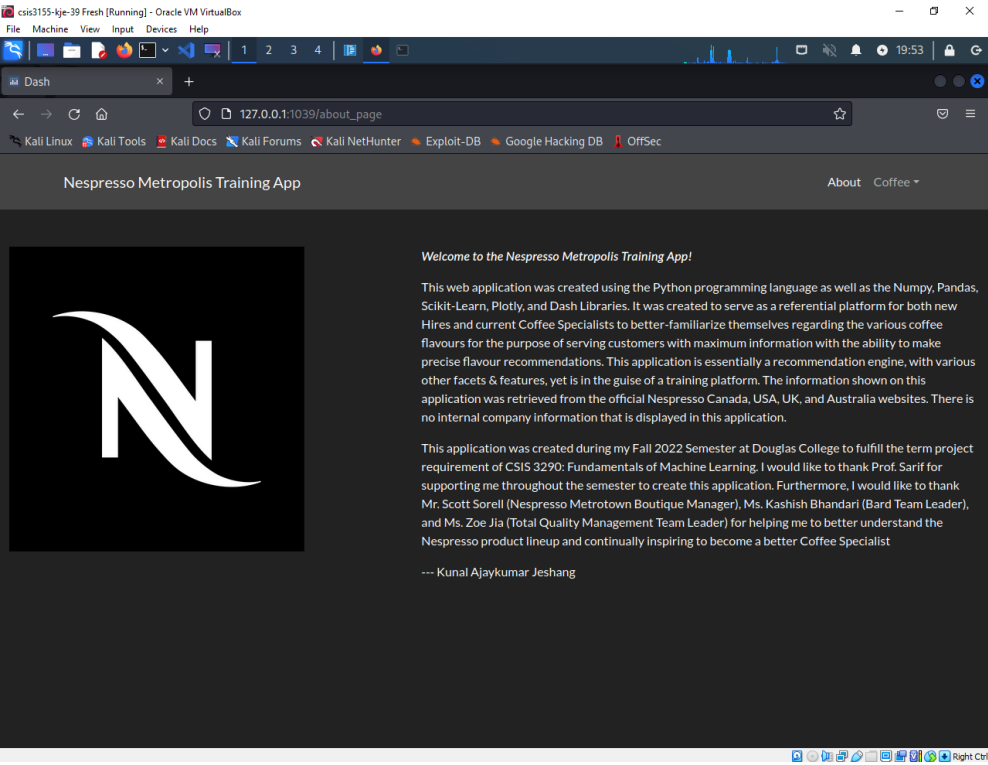 csis3155-kje-39 Fresh [Running] - Oracle VM VirtualBox
File Machine View Input Devices Help
1 2 3 4 19:53
Dash
127.0.0.1:1039/about_page
Kali Linux Kali Tools Kali Docs Kali Forums Kali NetHunter Exploit-DB Google Hacking DB OffSec
Nespresso Metropolis Training App About Coffee
Welcome to the Nespresso Metropolis Training App!
This web application was created using the Python programming language as well as the Numpy, Pandas,
Scikit-Learn, Plotly, and Dash Libraries. It was created to serve as a referential platform for both new
Hires and current Coffee Specialists to better-familiarize themselves regarding the various coffee
flavours for the purpose of serving customers with maximum information with the ability to make
precise flavour recommendations. This application is essentially a recommendation engine, with various
other facets & features, yet is in the guise of a training platform. The information shown on this
application was retrieved from the official Nespresso Canada, USA, UK, and Australia websites. There is
no internal company information that is displayed in this application.
This application was created during my Fall 2022 Semester at Douglas College to fulfill the term project
requirement of CSIS 3290: Fundamentals of Machine Learning. I would like to thank Prof. Sarif for
supporting me throughout the semester to create this application. Furthermore, I would like to thank
Mr. Scott Sorell (Nespresso Metrotown Boutique Manager), Ms. Kashish Bhandari (Bard Team Leader),
and Ms. Zoe Jia (Total Quality Management Team Leader) for helping me to better understand the
Nespresso product lineup and continually inspiring to become a better Coffee Specialist
--- Kunal Ajaykumar Jeshang
N
Right Ctrl